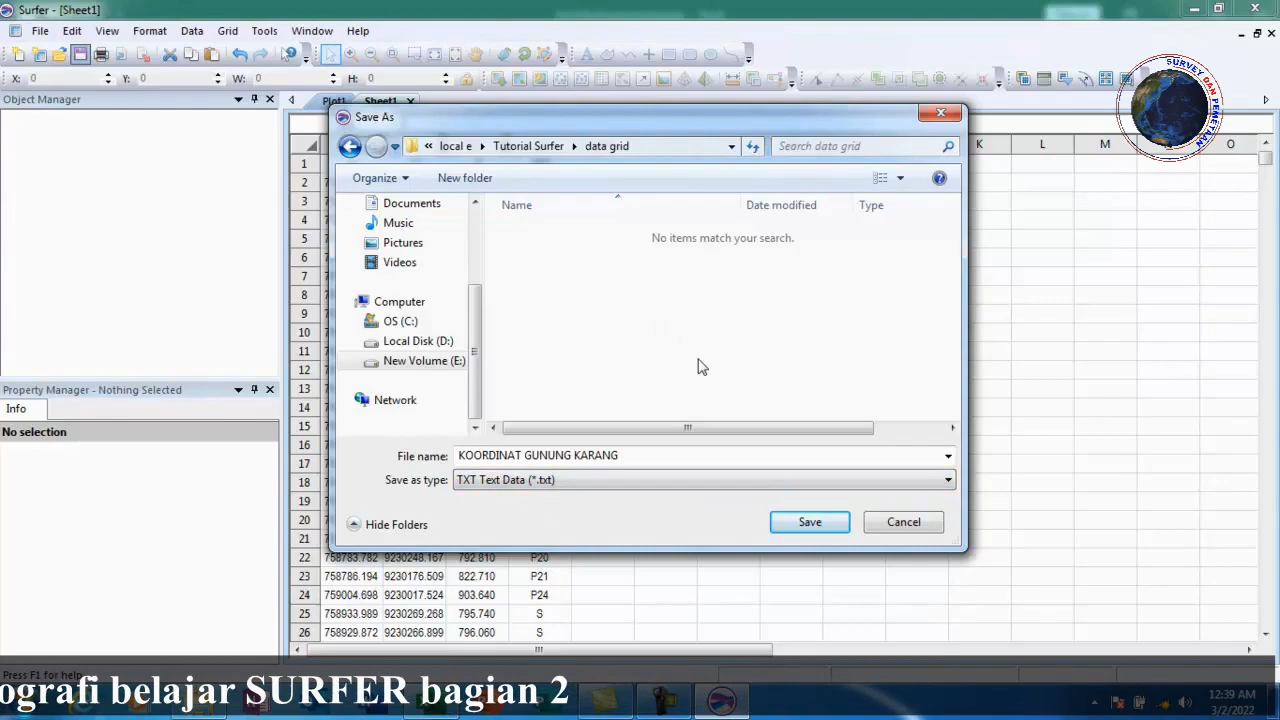 Surfer - [Sheet1]
File Edit View Format Data Grid Tools Window Help
X: 0 Y: 0 W: 0 H: 0
Object Manager
Plot1 Sheet1
SURVEY DAN PEMETAAN
Save As
« local e Tutorial Surfer data grid
Search data grid
Organize New folder
Name Date modified Type
No items match your search.
Documents
Music
Pictures
Videos
Computer
OS (C:)
Local Disk (D:)
New Volume (E:)
Network
File name: KOORDINAT GUNUNG KARANG
Save as type: TXT Text Data (*.txt)
Hide Folders
Save Cancel
K L M N O
1
2
3
4
5
6
7
8
9
10
11
12
13
14
15
16
17
18
19
20
21
22 758783.782 9230248.167 792.810 P20
23 758786.194 9230176.509 822.710 P21
24 759004.698 9230017.524 903.640 P24
25 758933.989 9230269.268 795.740 S
26 758929.872 9230266.899 796.060 S
Property Manager - Nothing Selected
Info
No selection
Press F1 for help
ografi belajar SURFER bagian 2
12:39 AM
3/2/2022